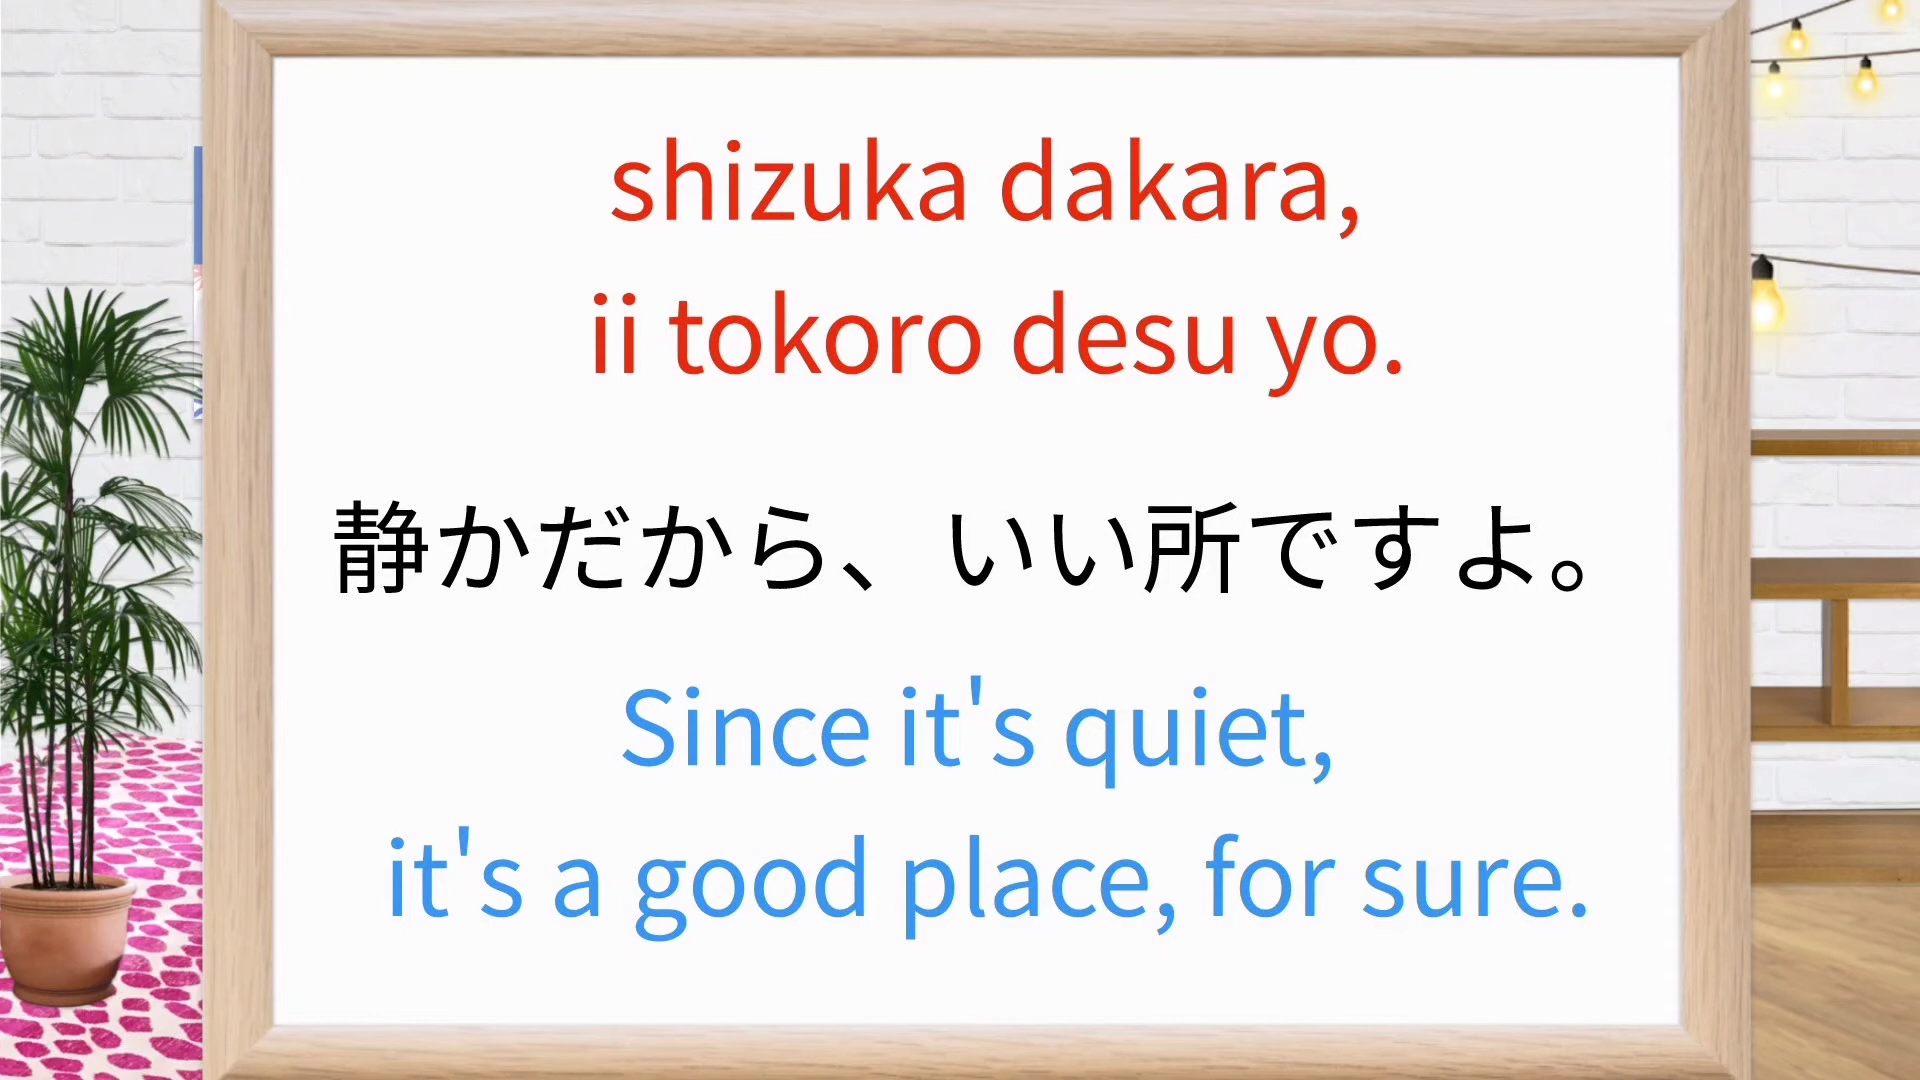 shizuka dakara,
ii tokoro desu yo.
静かだから、いい所ですよ。
Since it's quiet,
it's a good place, for sure.